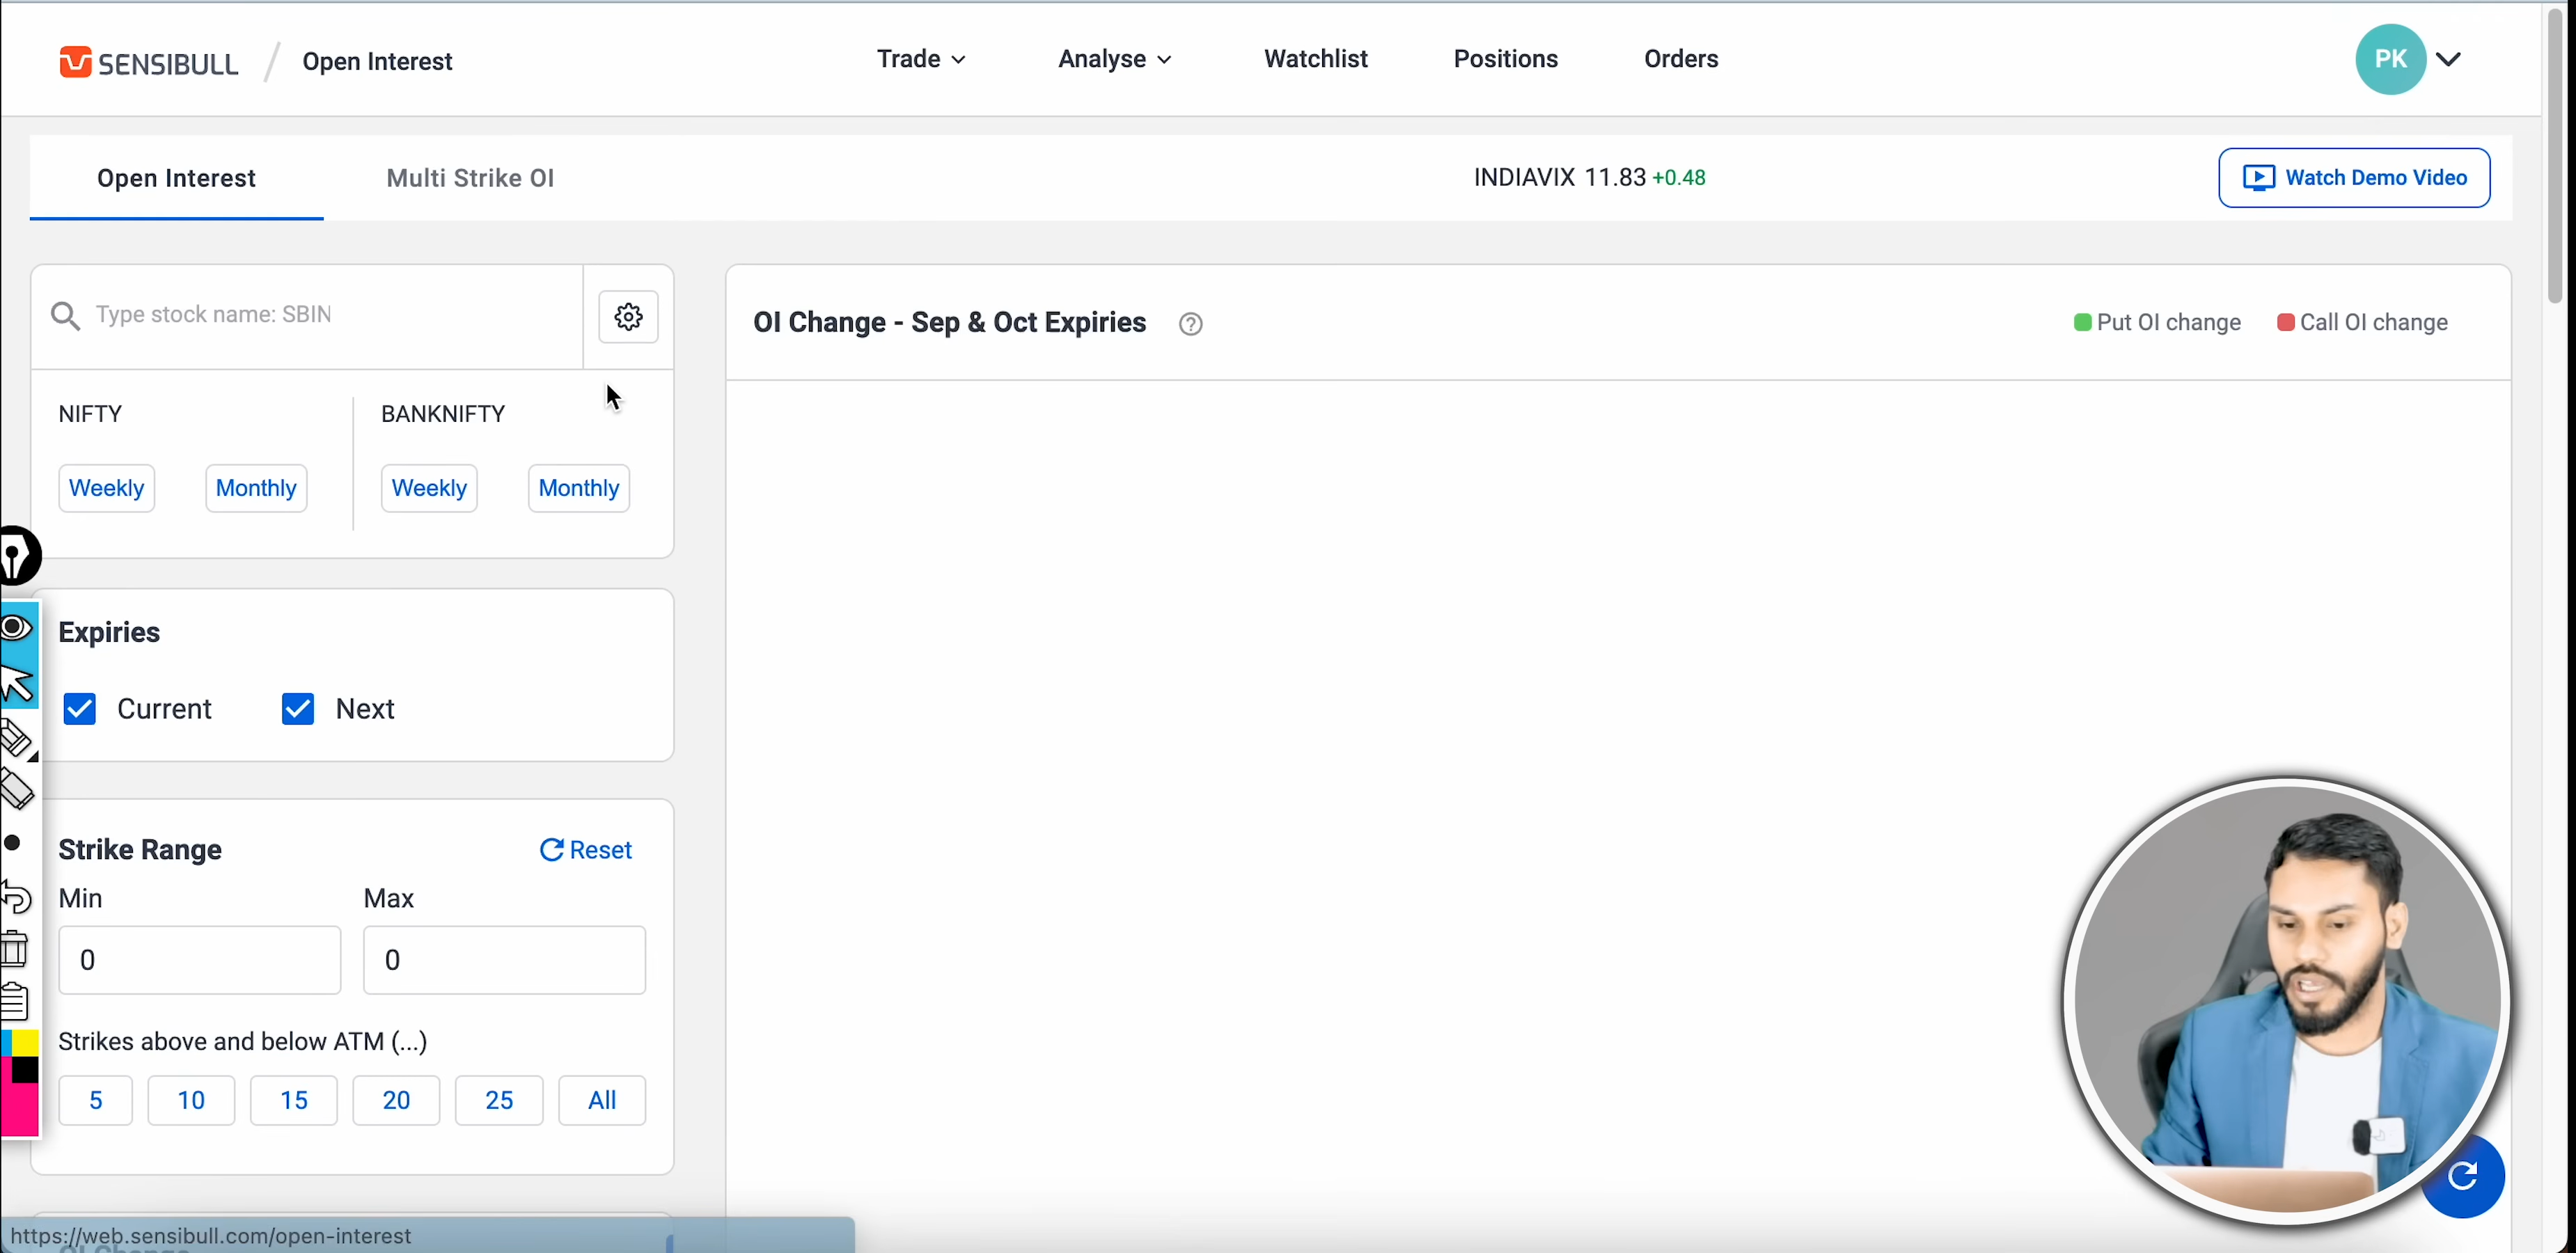 SENSIBULL / Open Interest
Trade
Analyse
Watchlist
Positions
Orders
PK
Open Interest
Multi Strike OI
INDIAVIX 11.83 +0.48
Watch Demo Video
Type stock name: SBIN
NIFTY
BANKNIFTY
Weekly
Monthly
Weekly
Monthly
Expiries
Current
Next
Strike Range
Reset
Min
Max
0
0
Strikes above and below ATM (...)
5
10
15
20
25
All
OI Change - Sep & Oct Expiries
Put OI change
Call OI change
https://web.sensibull.com/open-interest